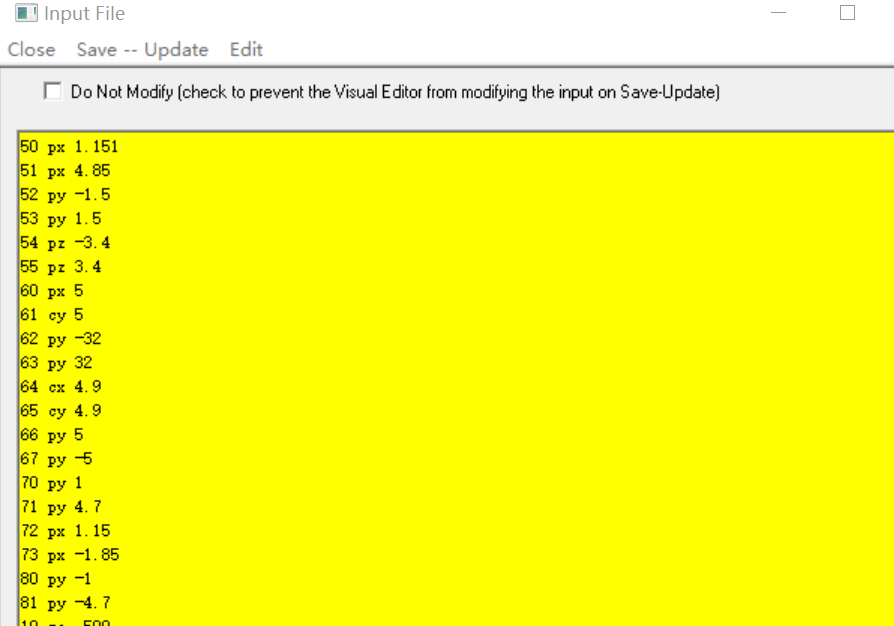 Input File
Close Save -- Update Edit
Do Not Modify (check to prevent the Visual Editor from modifying the input on Save-Update)
50 px 1.151
51 px 4.85
52 py -1.5
53 py 1.5
54 pz -3.4
55 pz 3.4
60 px 5
61 cy 5
62 py -32
63 py 32
64 cx 4.9
65 cy 4.9
66 py 5
67 py -5
70 py 1
71 py 4.7
72 px 1.15
73 px -1.85
80 py -1
81 py -4.7